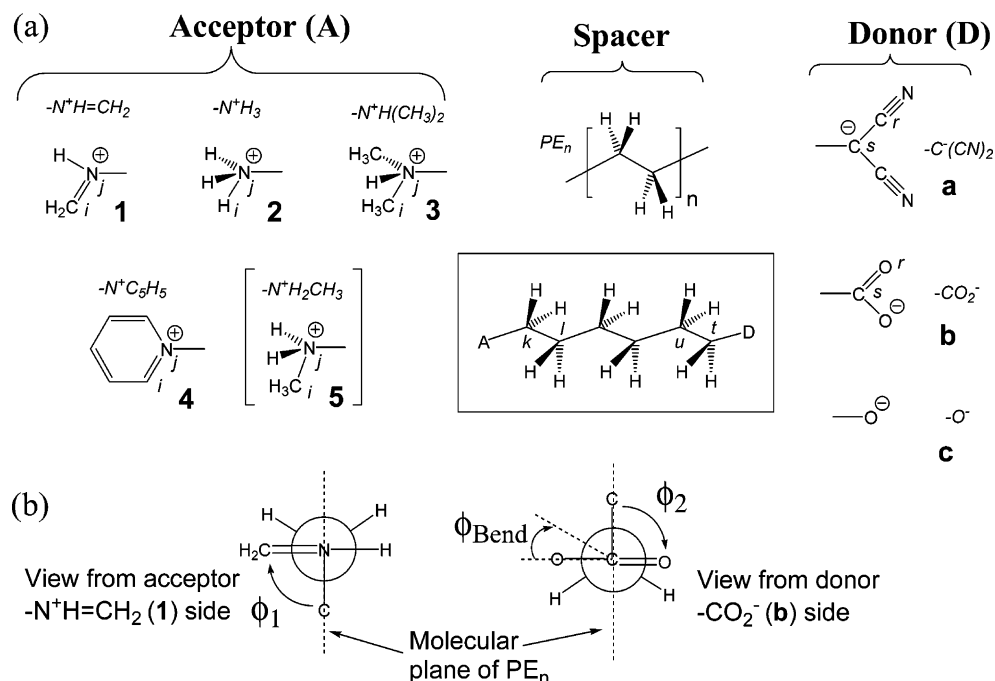 (a)
Acceptor (A)
Spacer
Donor (D)
-N⁺H=CH₂
-N⁺H₃
-N⁺H(CH₃)₂
H
N
⊕
j
H₂C
i
1
H
H
N
⊕
j
H
i
2
H₃C
H
N
⊕
j
H₃C
i
3
PEₙ
H
H
H
H
n
N
C
r
⊖
C
s
C
N
-C⁻(CN)₂
a
-N⁺C₅H₅
⊕
N
j
i
4
-N⁺H₂CH₃
H
H
N
⊕
j
H₃C
i
5
H
H
H
H
H
H
A
k
l
u
t
D
H
H
H
H
H
H
O
r
C
s
O
⊖
-CO₂⁻
b
O
⊖
-O⁻
c
(b)
H
H
H₂C
N
H
C
ϕ₁
View from acceptor
-N⁺H=CH₂ (1) side
C
ϕ₂
ϕBend
O
C
O
H
H
View from donor
-CO₂⁻ (b) side
Molecular
plane of PEₙ